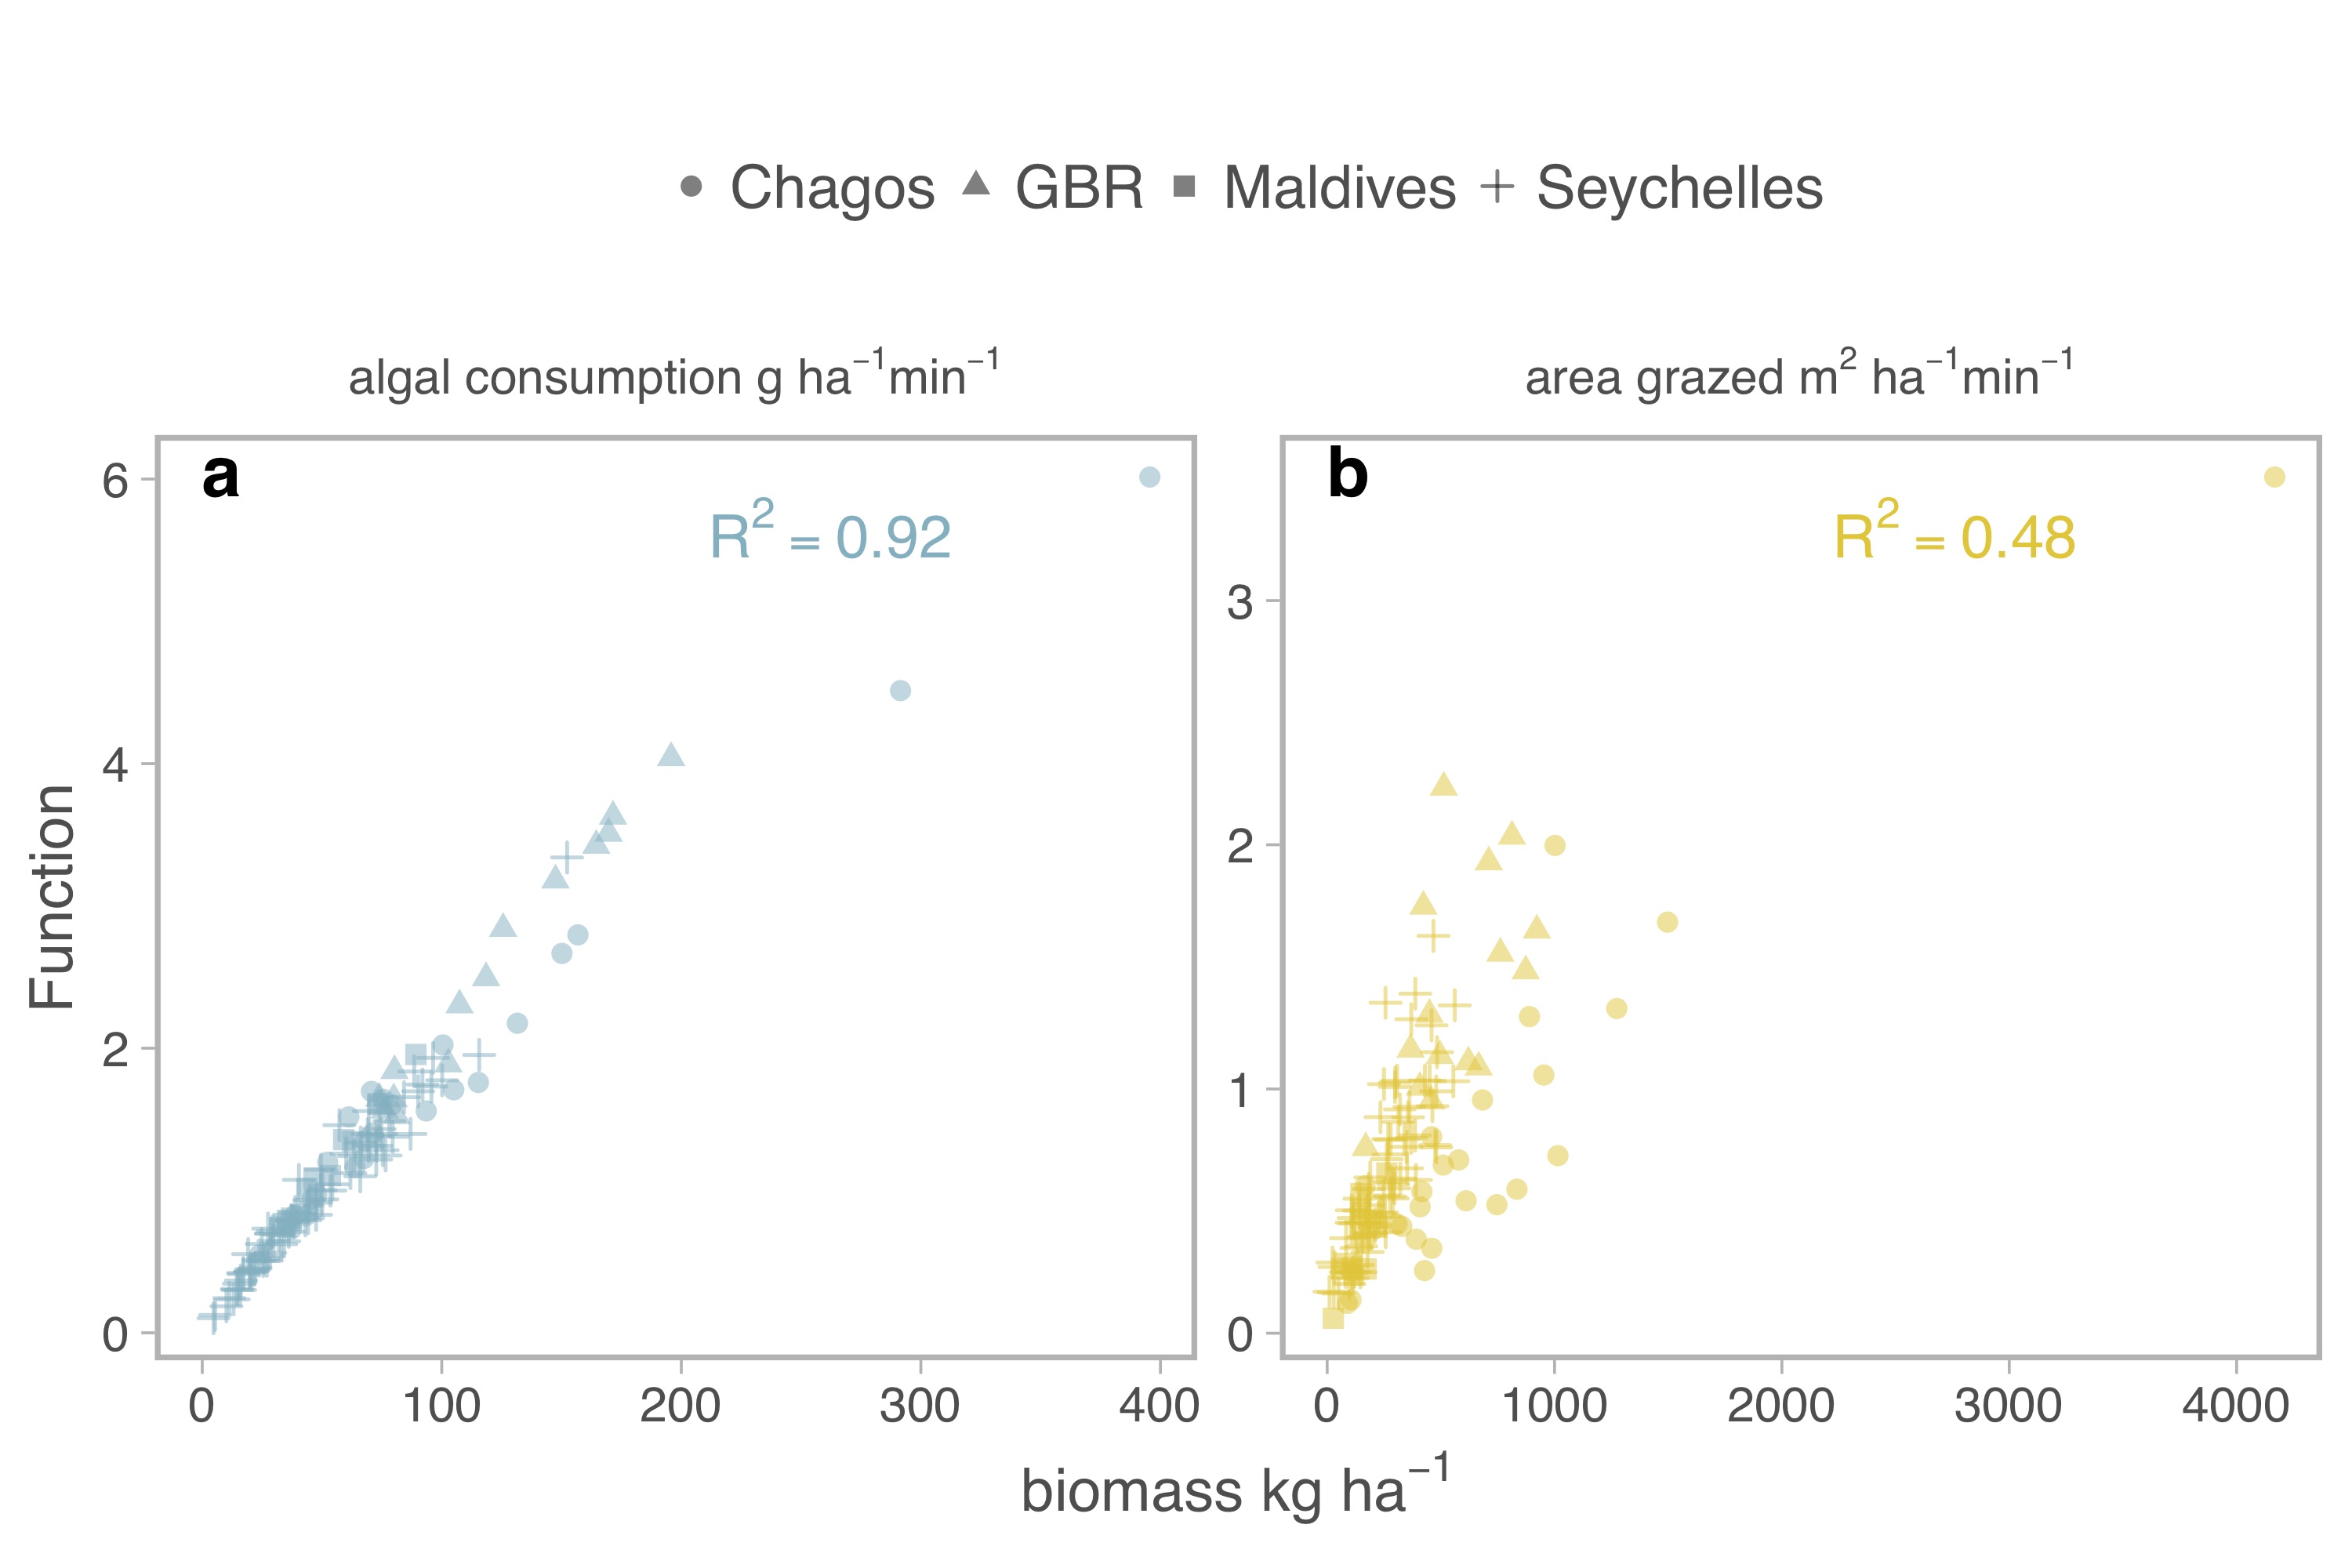 Chagos GBR Maldives Seychelles
algal consumption g ha⁻¹min⁻¹
area grazed m² ha⁻¹min⁻¹
a
R² = 0.92
6
4
2
0
0 100 200 300 400
b
R² = 0.48
3
2
1
0
0 1000 2000 3000 4000
Function
biomass kg ha⁻¹